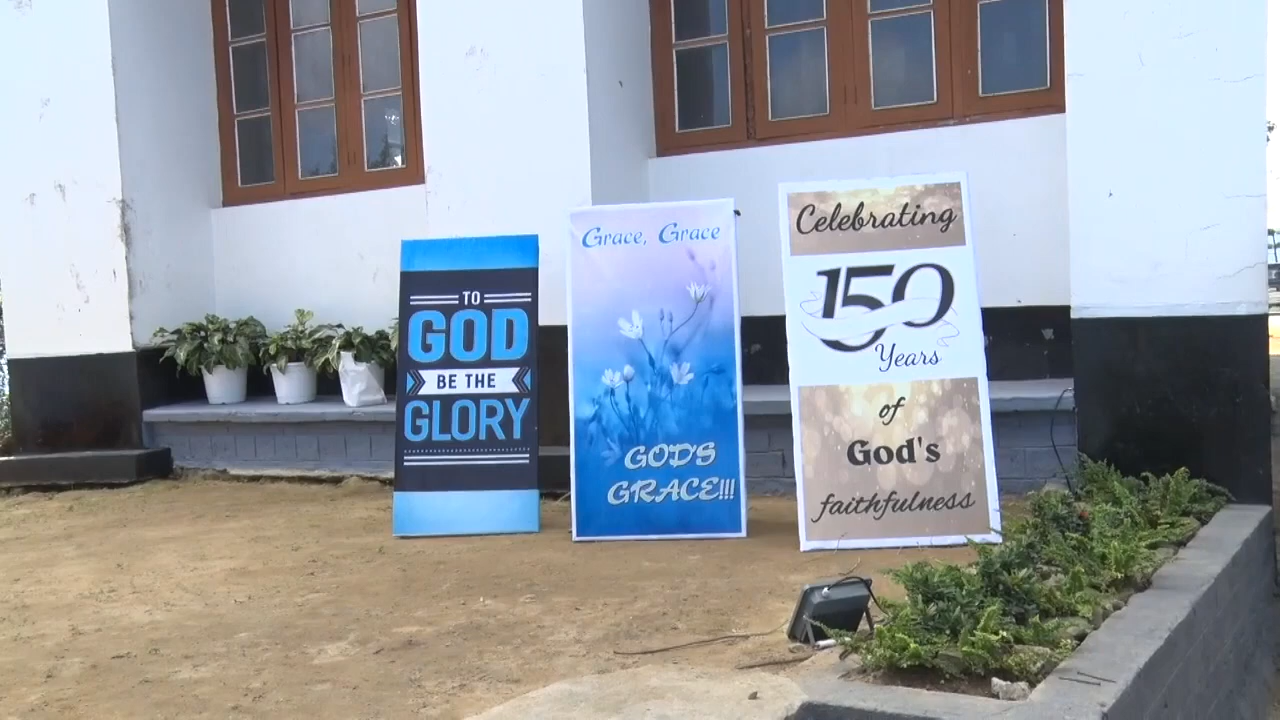 TO
GOD
BE THE
GLORY
Grace, Grace
GOD'S
GRACE!!!
Celebrating
150
Years
of
God's
faithfulness